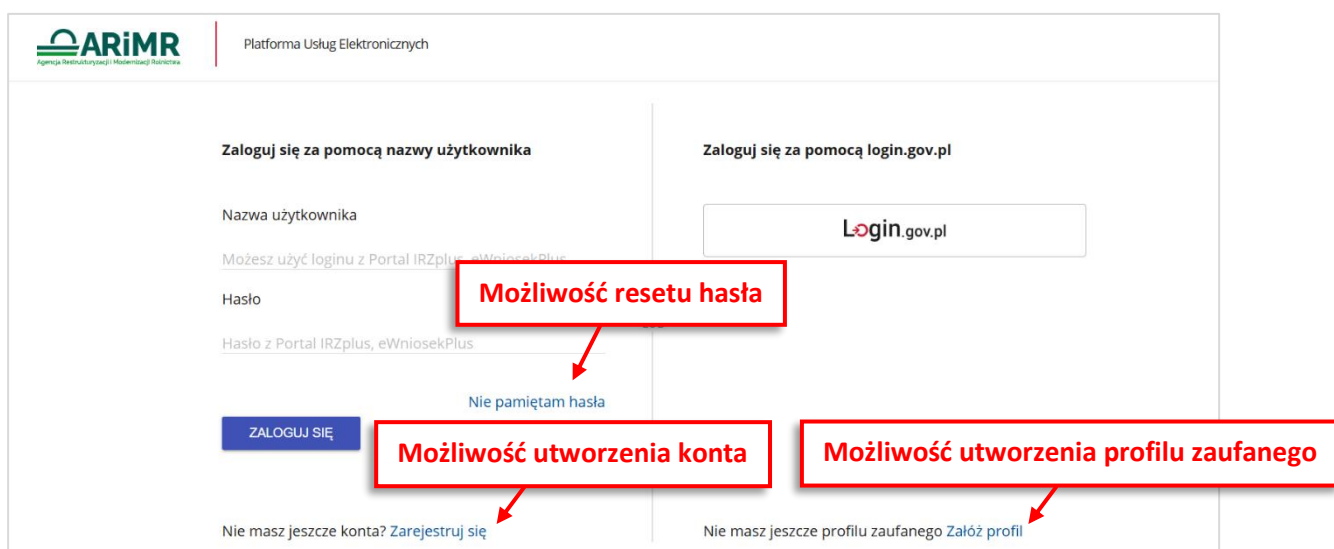 ARiMR
Agencja Restrukturyzacji i Modernizacji Rolnictwa
Platforma Usług Elektronicznych
Zaloguj się za pomocą nazwy użytkownika
Nazwa użytkownika
Możesz użyć loginu z Portal IRZplus, eWniosekPlus
Hasło
Hasło z Portal IRZplus, eWniosekPlus
Nie pamiętam hasła
ZALOGUJ SIĘ
Nie masz jeszcze konta? Zarejestruj się
Zaloguj się za pomocą login.gov.pl
Login.gov.pl
Nie masz jeszcze profilu zaufanego Załóż profil
Możliwość resetu hasła
Możliwość utworzenia konta
Możliwość utworzenia profilu zaufanego